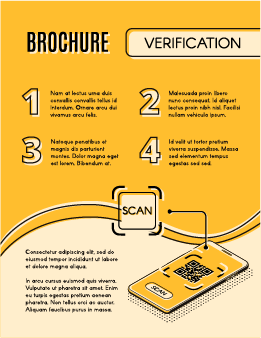 BROCHURE
VERIFICATION
1
Nam at lectus urna duis
convallis convallis tellus id
interdum. Ornare arcu dui
vivamus arcu felis.
2
Malesuada proin libero
nunc consequat. Id aliquet
lectus proin nibh nisl. Facilisi
nullam vehicula ipsum.
3
Natoque penatibus et
magnis dis parturient
montes. Dolor magna eget
est lorem. Bibendum at.
4
Id velit ut tortor pretium
viverra suspendisse. Massa
sed elementum tempus
egestas sed sed.
SCAN
Consectetur adipiscing elit, sed do
eiusmod tempor incididunt ut labore
et dolore magna aliqua.
In arcu cursus euismod quis viverra.
Vulputate ut pharetra sit amet. Enim
eu turpis egestas pretium aenean
pharetra. Non tellus orci ac auctor.
Aliquam faucibus purus in massa.
SCAN